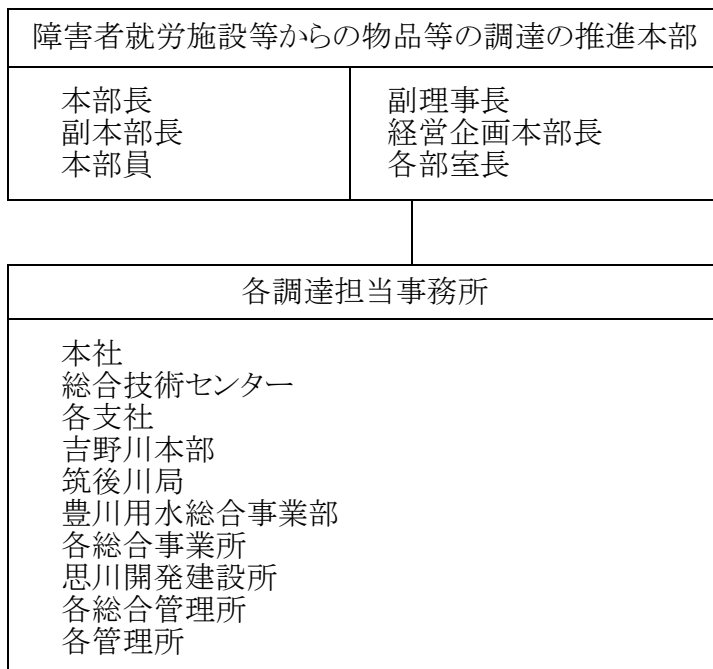 障害者就労施設等からの物品等の調達の推進本部
本部長 副理事長
副本部長 経営企画本部長
本部員 各部室長
各調達担当事務所
本社
総合技術センター
各支社
吉野川本部
筑後川局
豊川用水総合事業部
各総合事業所
思川開発建設所
各総合管理所
各管理所